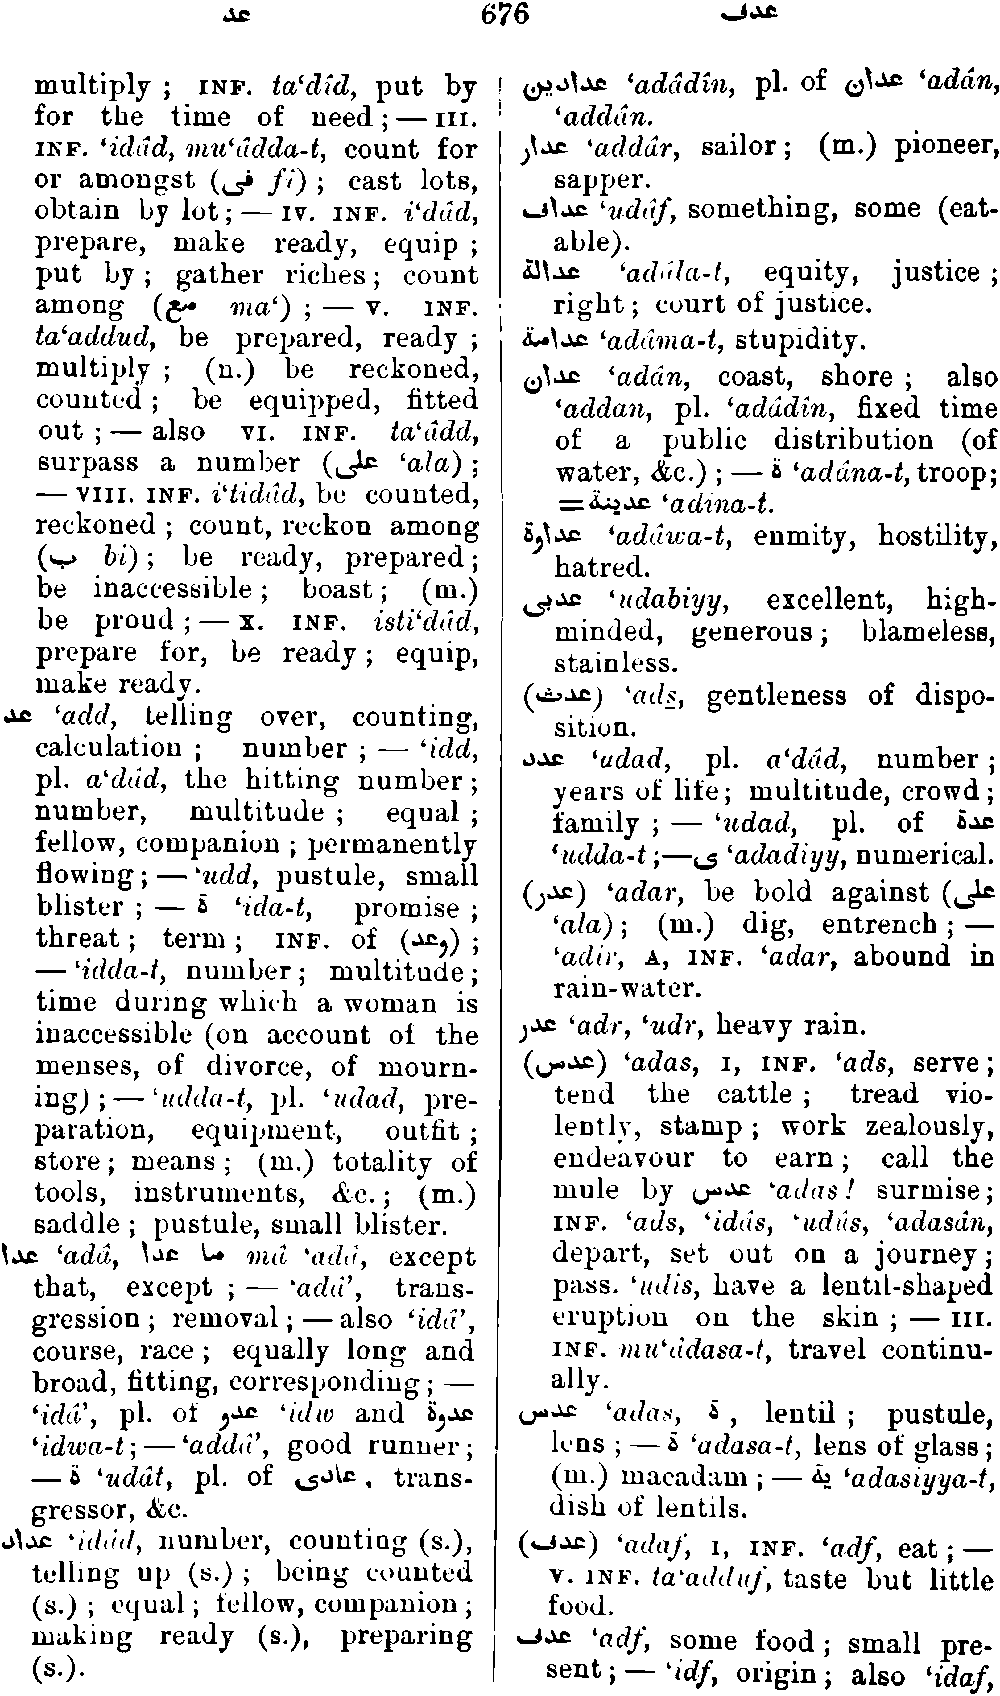 عد
676
عدف
multiply ; INF. ta‘dîd, put by
for the time of need ; — III.
INF. ‘idâd, mu‘âdda-t, count for
or amongst (فى fî) ; cast lots,
obtain by lot ; — IV. INF. i‘dâd,
prepare, make ready, equip ;
put by ; gather riches ; count
among (مع ma‘) ; — V. INF.
ta‘addud, be prepared, ready ;
multiply ; (n.) be reckoned,
counted ; be equipped, fitted
out ; — also VI. INF. ta‘âdd,
surpass a number (على ‘ala) ;
— VIII. INF. i‘tidâd, be counted,
reckoned ; count, reckon among
(ب bi) ; be ready, prepared ;
be inaccessible ; boast ; (m.)
be proud ; — X. INF. isti‘dâd,
prepare for, be ready ; equip,
make ready.
عد ‘add, telling over, counting,
calculation ; number ; — ‘idd,
pl. a‘dâd, the hitting number ;
number, multitude ; equal ;
fellow, companion ; permanently
flowing ; — ‘udd, pustule, small
blister ; — ة ‘ida-t, promise ;
threat ; term ; INF. of (وعد) ;
— ‘idda-t, number ; multitude ;
time during which a woman is
inaccessible (on account of the
menses, of divorce, of mourn-
ing) ; — ‘udda-t, pl. ‘udad, pre-
paration, equipment, outfit ;
store ; means ; (m.) totality of
tools, instruments, &c. ; (m.)
saddle ; pustule, small blister.
عدا ‘adâ, ما عدا mâ ‘adâ, except
that, except ; — ‘adâ’, trans-
gression ; removal ; — also ‘idâ’,
course, race ; equally long and
broad, fitting, corresponding ; —
‘idâ’, pl. of عدو ‘idw and عدوة
‘idwa-t ; — ‘addâ’, good runner ;
— ة ‘udât, pl. of عادى, trans-
gressor, &c.
عداد ‘idâd, number, counting (s.),
telling up (s.) ; being counted
(s.) ; equal ; fellow, companion ;
making ready (s.), preparing
(s.).
عدادين ‘adâdîn, pl. of عدان ‘adân,
‘addân.
عدار ‘addâr, sailor ; (m.) pioneer,
sapper.
عداف ‘udâf, something, some (eat-
able).
عدالة ‘adâla-t, equity, justice ;
right ; court of justice.
عدامة ‘adâma-t, stupidity.
عدان ‘adân, coast, shore ; also
‘addan, pl. ‘adâdîn, fixed time
of a public distribution (of
water, &c.) ; — ة ‘adâna-t, troop ;
= عدينة ‘adîna-t.
عداوة ‘adâwa-t, enmity, hostility,
hatred.
عدبى ‘udabiyy, excellent, high-
minded, generous ; blameless,
stainless.
(عدث) ‘ads̱, gentleness of dispo-
sition.
عدد ‘udad, pl. a‘dâd, number ;
years of life ; multitude, crowd ;
family ; — ‘udad, pl. of عدة
‘udda-t ; — ى ‘adadiyy, numerical.
(عدر) ‘adar, be bold against (على
‘ala) ; (m.) dig, entrench ; —
‘adir, A, INF. ‘adar, abound in
rain-water.
عدر ‘adr, ‘udr, heavy rain.
(عدس) ‘adas, I, INF. ‘ads, serve ;
tend the cattle ; tread vio-
lently, stamp ; work zealously,
endeavour to earn ; call the
mule by عدس ‘adas! surmise ;
INF. ‘ads, ‘idâs, ‘udûs, ‘adasân,
depart, set out on a journey ;
pass. ‘udis, have a lentil-shaped
eruption on the skin ; — III.
INF. mu‘âdasa-t, travel continu-
ally.
عدس ‘adas, ة, lentil ; pustule,
lens ; — ة ‘adasa-t, lens of glass ;
(m.) macadam ; — ية ‘adasiyya-t,
dish of lentils.
(عدف) ‘adaf, I, INF. ‘adf, eat ; —
V. INF. ta‘adduf, taste but little
food.
عدف ‘adf, some food ; small pre-
sent ; — ‘idf, origin ; also ‘idaf,